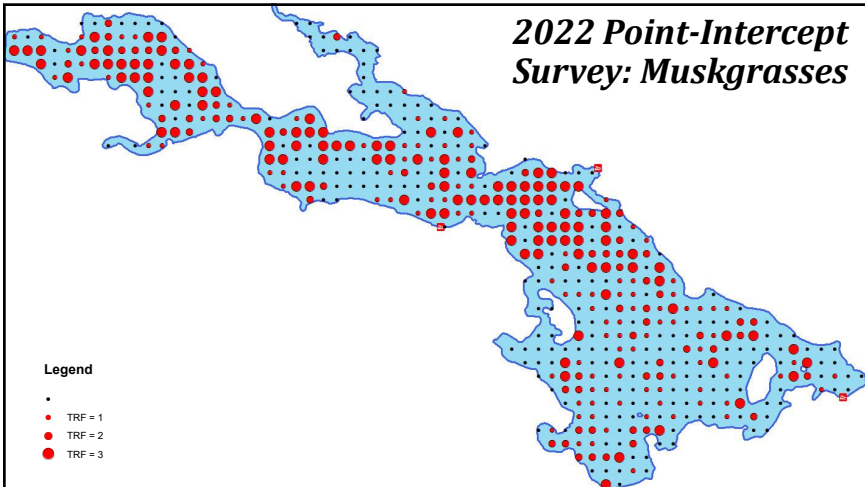 2022 Point-Intercept
Survey: Muskgrasses
Legend
TRF = 1
TRF = 2
TRF = 3